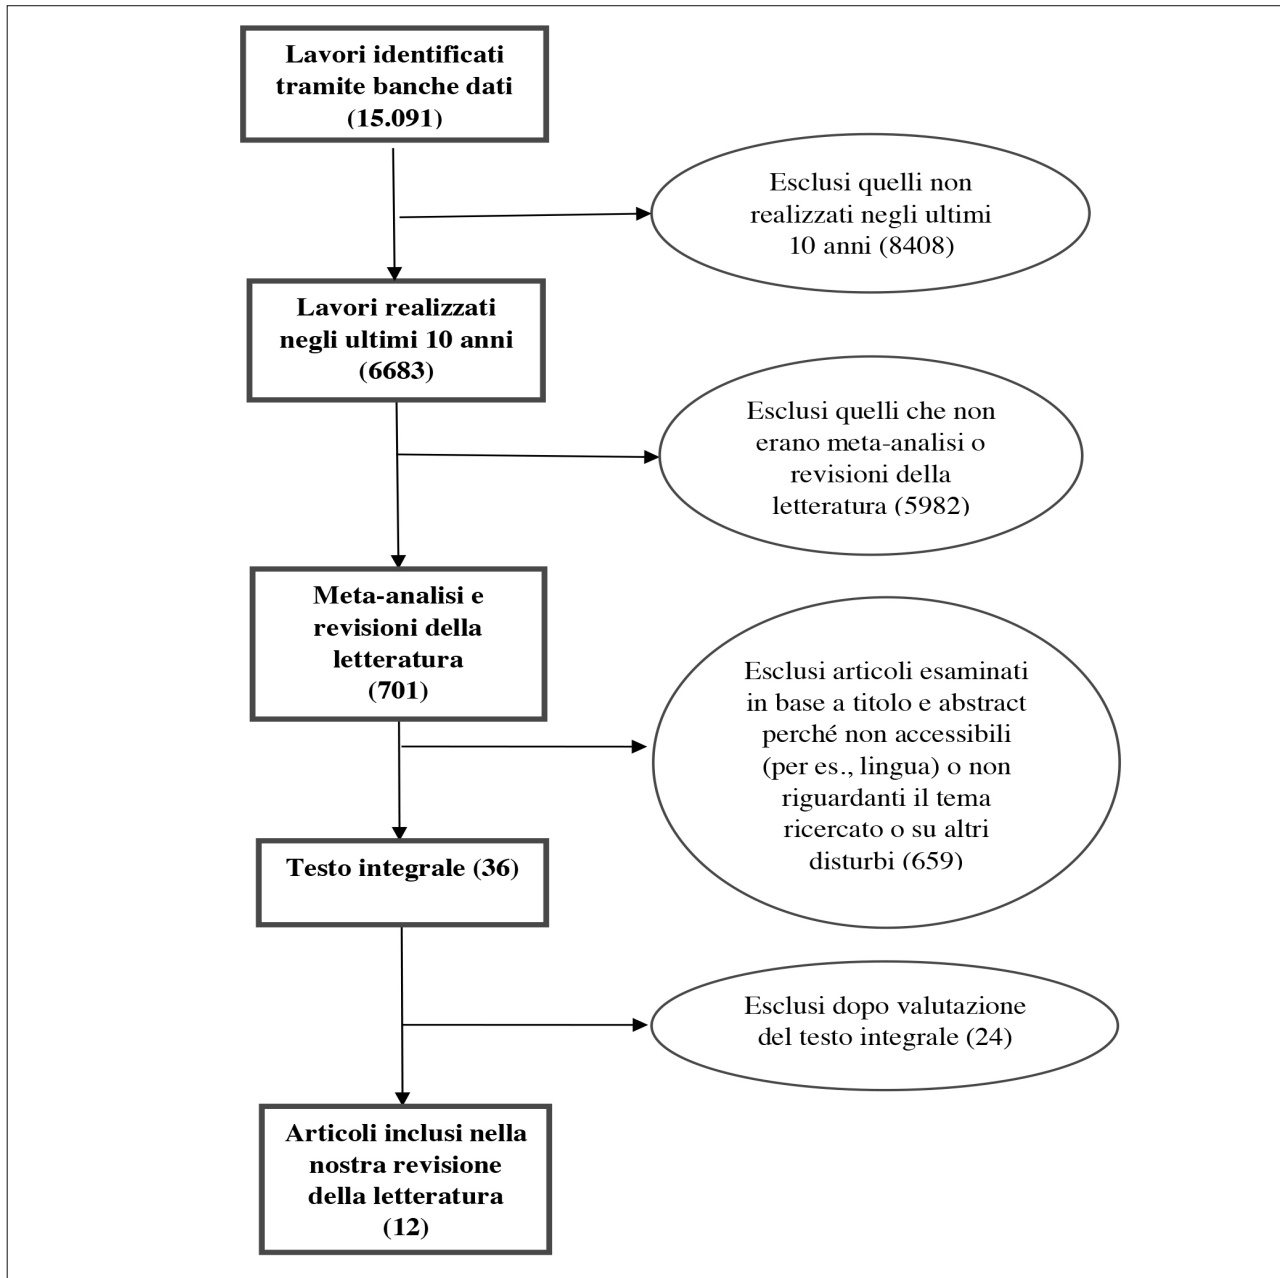 Lavori identificati
tramite banche dati
(15.091)
Esclusi quelli non
realizzati negli ultimi
10 anni (8408)
Lavori realizzati
negli ultimi 10 anni
(6683)
Esclusi quelli che non
erano meta-analisi o
revisioni della
letteratura (5982)
Meta-analisi e
revisioni della
letteratura
(701)
Esclusi articoli esaminati
in base a titolo e abstract
perché non accessibili
(per es., lingua) o non
riguardanti il tema
ricercato o su altri
disturbi (659)
Testo integrale (36)
Esclusi dopo valutazione
del testo integrale (24)
Articoli inclusi nella
nostra revisione
della letteratura
(12)